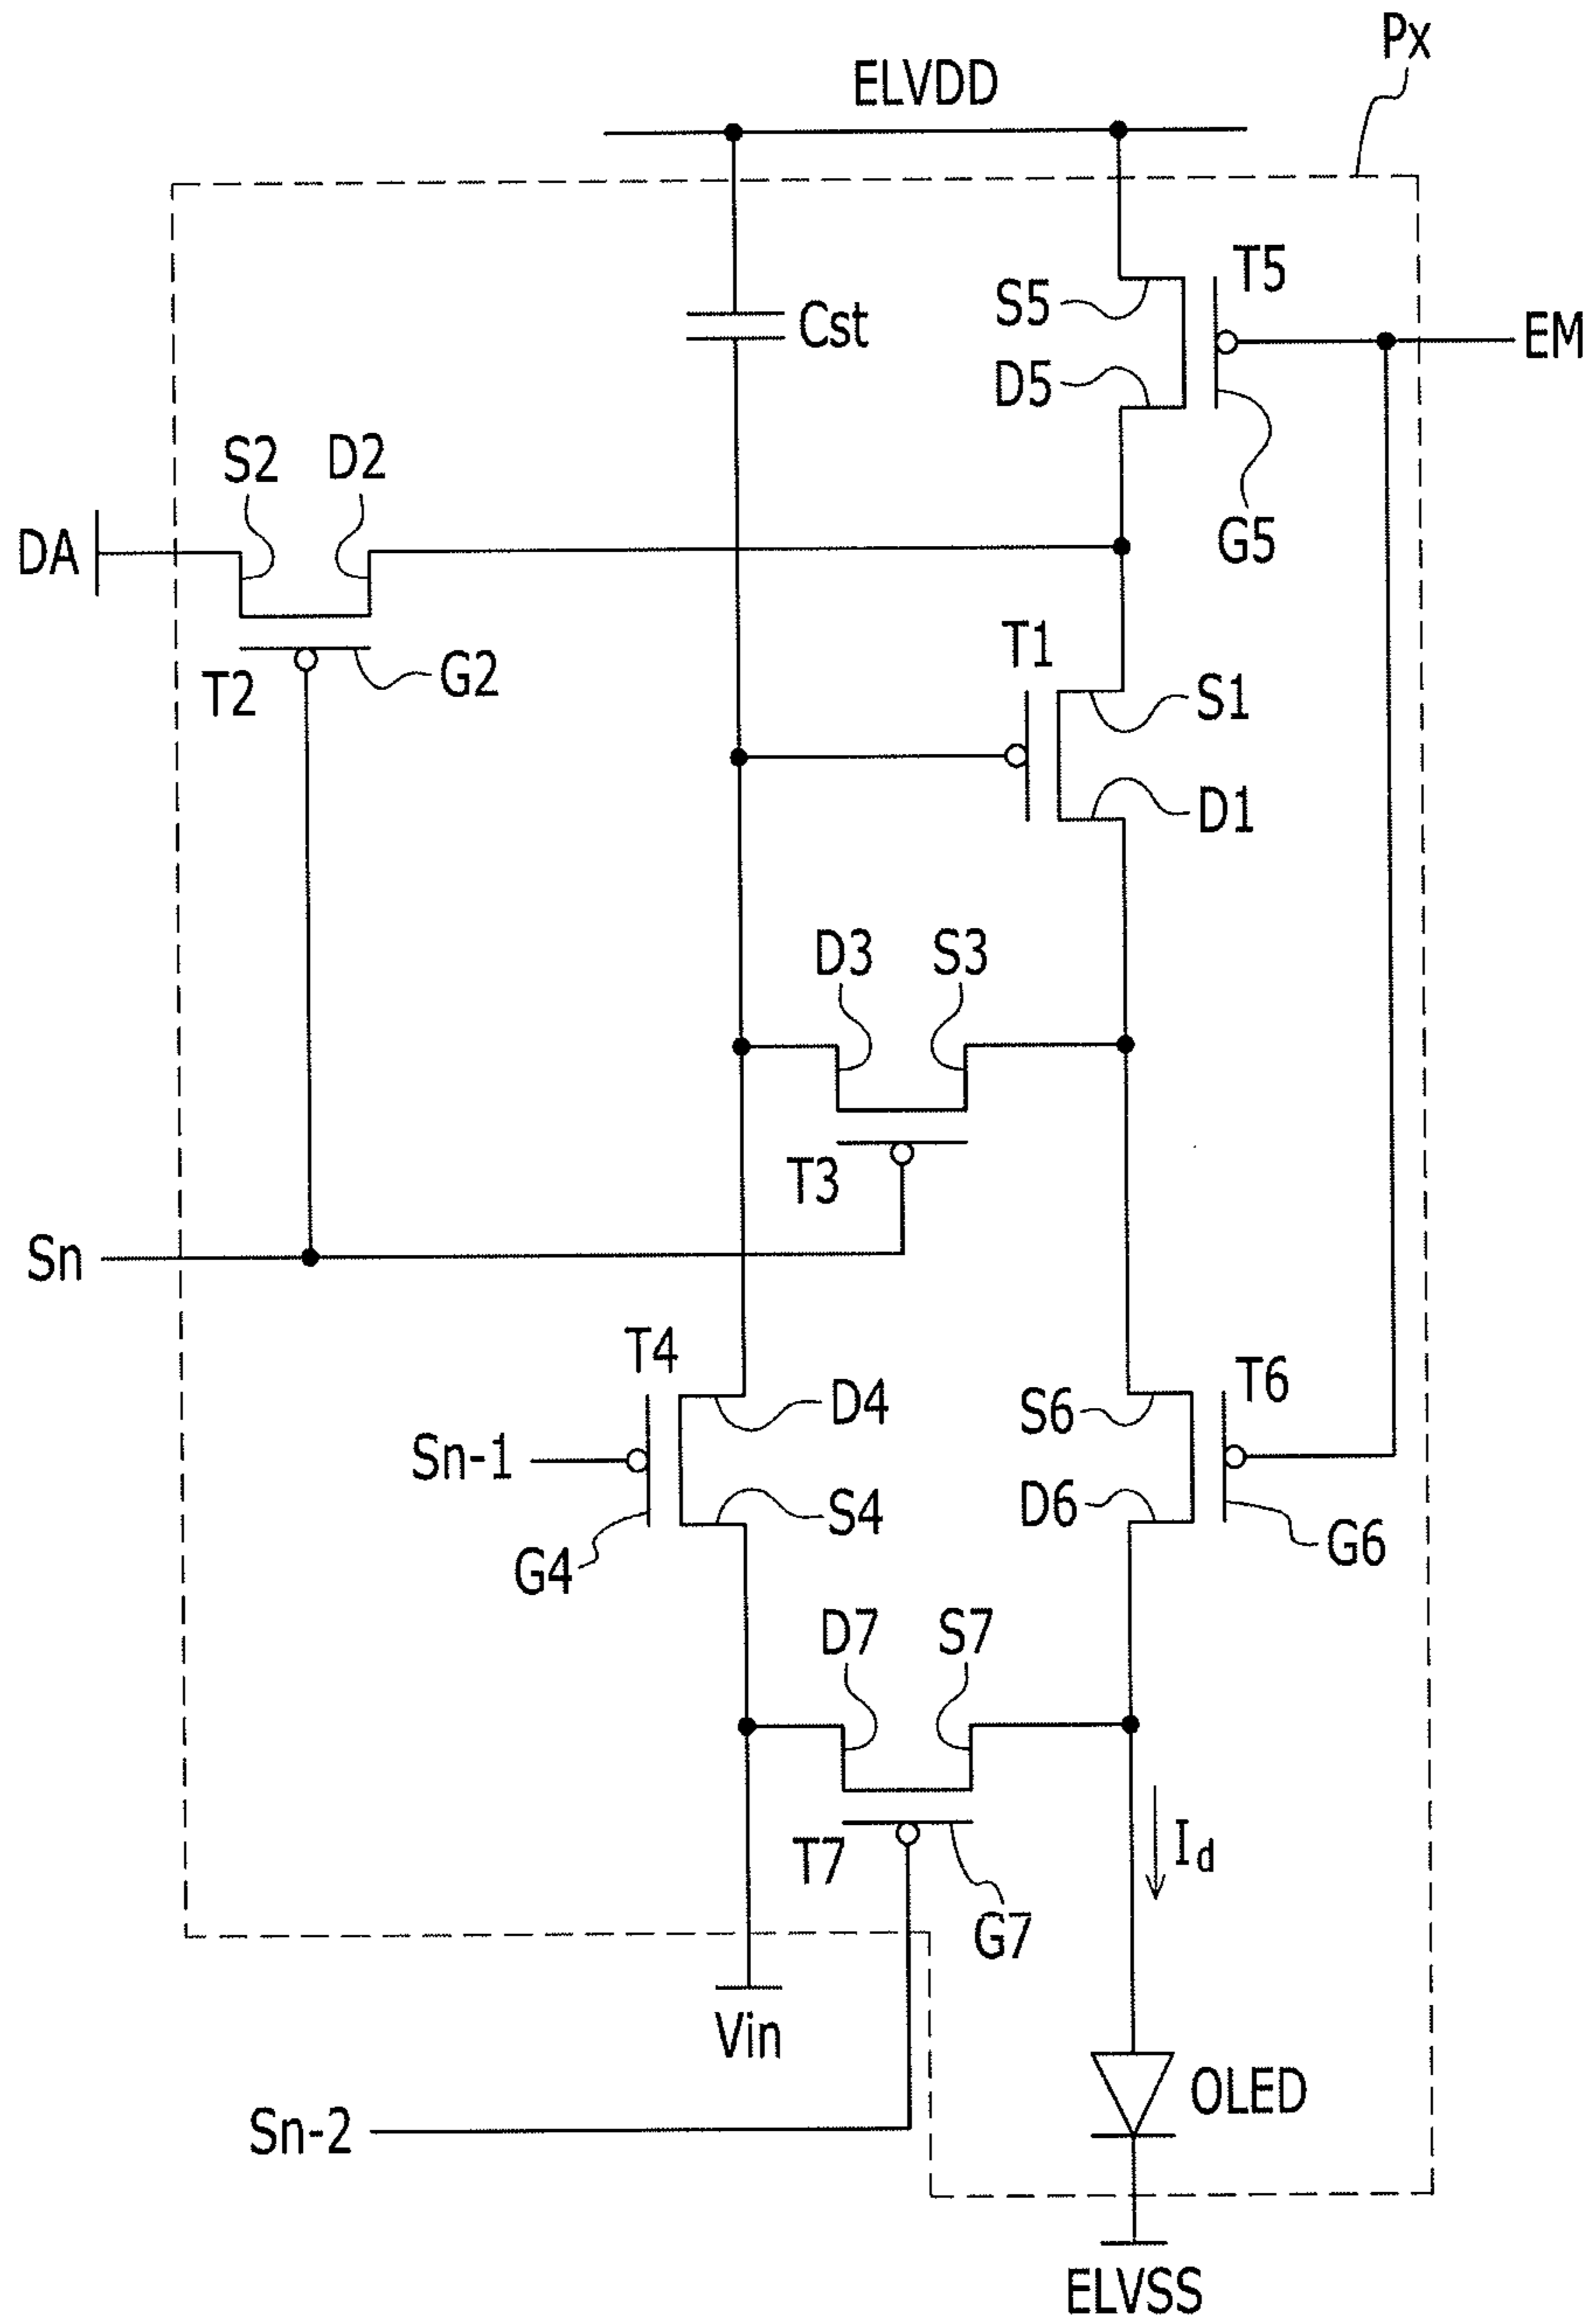 Px
ELVDD
T5
S5
Cst
EM
D5
S2
D2
G5
DA
T1
G2
S1
T2
D1
D3
S3
T3
Sn
T4
T6
D4
S6
Sn-1
S4
D6
G6
G4
D7
S7
T7
Id
G7
Vin
OLED
Sn-2
ELVSS